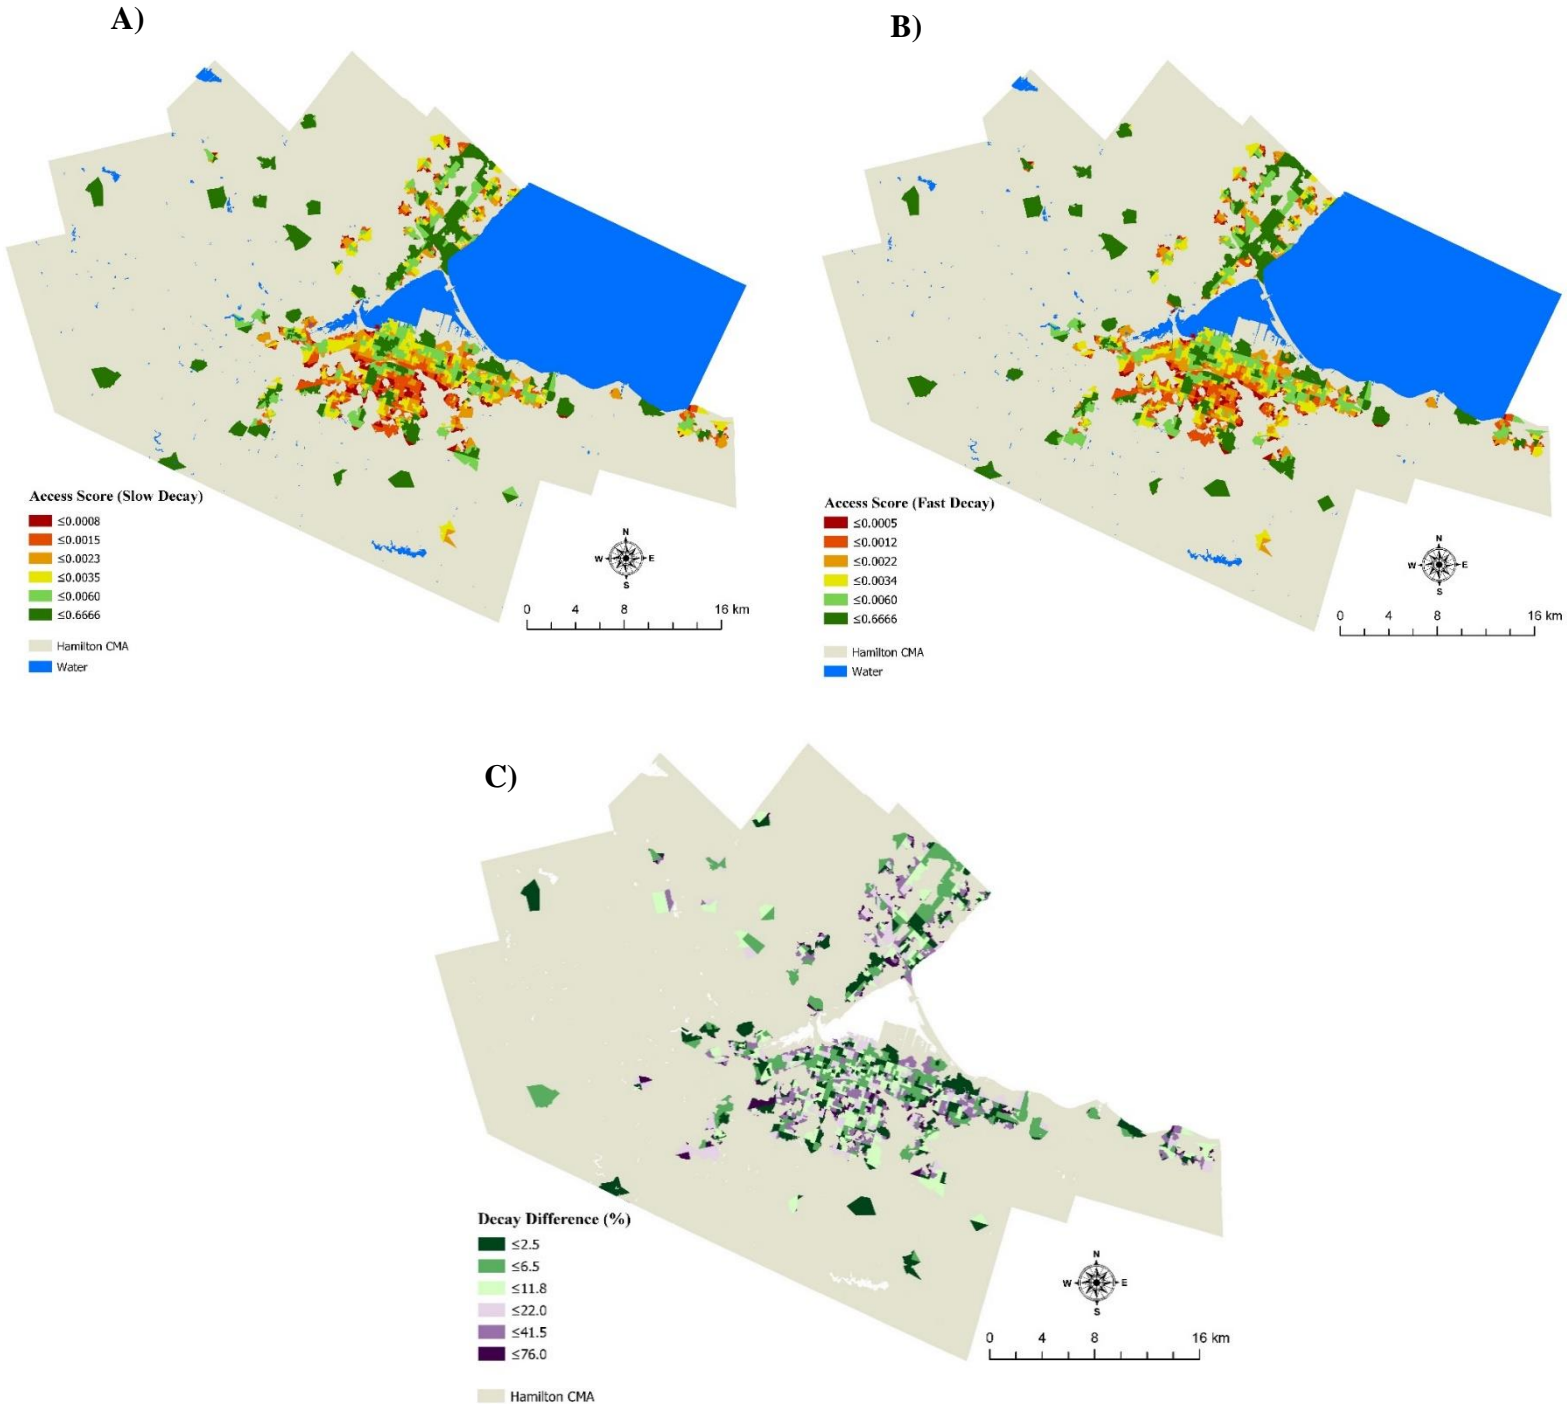 A)
Access Score (Slow Decay)
≤0.0008
≤0.0015
≤0.0023
≤0.0035
≤0.0060
≤0.6666
Hamilton CMA
Water
N
W E
S
0 4 8 16 km
B)
Access Score (Fast Decay)
≤0.0005
≤0.0012
≤0.0022
≤0.0034
≤0.0060
≤0.6666
Hamilton CMA
Water
N
W E
S
0 4 8 16 km
C)
Decay Difference (%)
≤2.5
≤6.5
≤11.8
≤22.0
≤41.5
≤76.0
Hamilton CMA
N
W E
S
0 4 8 16 km